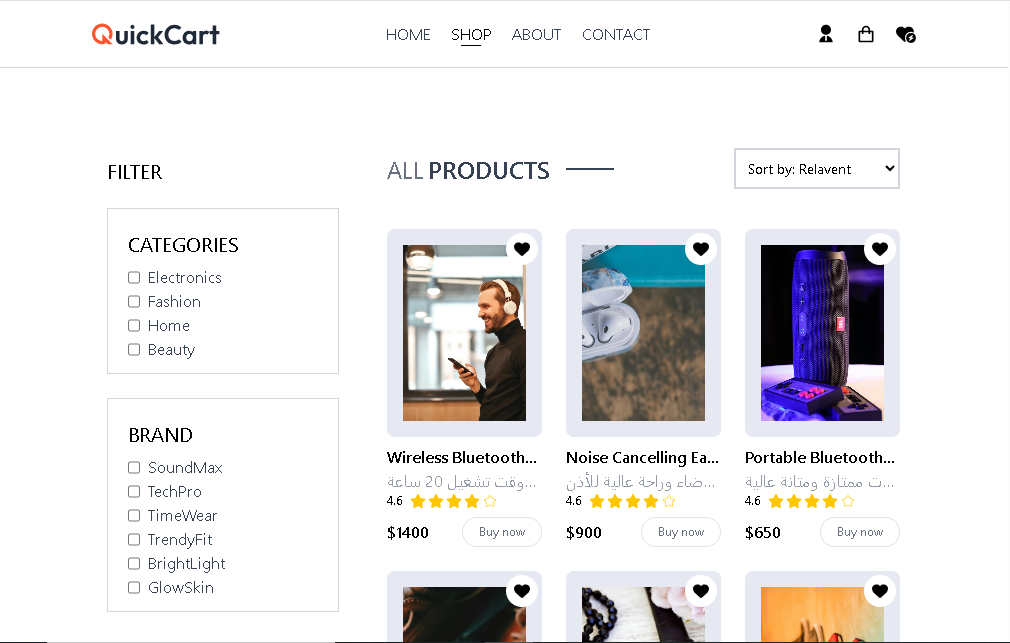 QuickCart
HOME
SHOP
ABOUT
CONTACT
FILTER
ALL PRODUCTS
Sort by: Relavent
CATEGORIES
Electronics
Fashion
Home
Beauty
BRAND
SoundMax
TechPro
TimeWear
TrendyFit
BrightLight
GlowSkin
Wireless Bluetooth...
وقت تشغيل 20 ساعة...
4.6
$1400
Buy now
Noise Cancelling Ea...
ضاء وراحة عالية للأذن...
4.6
$900
Buy now
Portable Bluetooth...
ت ممتازة ومتانة عالية...
4.6
$650
Buy now